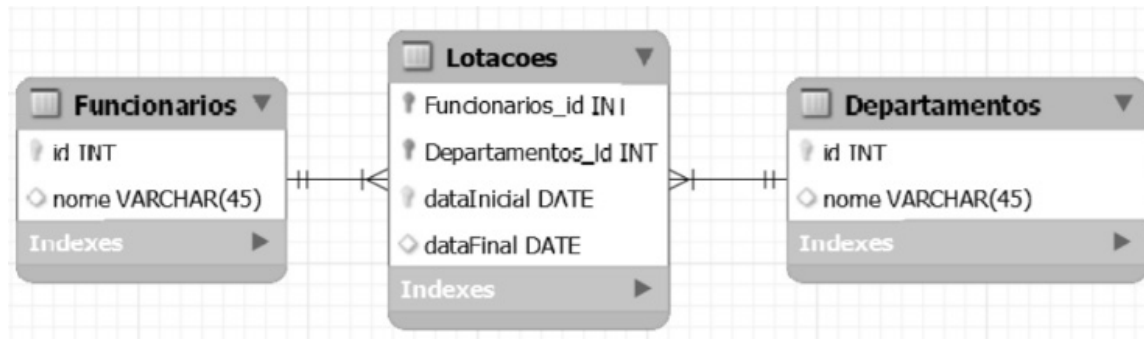 Funcionarios
id INT
nome VARCHAR(45)
Indexes
Lotacoes
Funcionarios_id INT
Departamentos_id INT
dataInicial DATE
dataFinal DATE
Indexes
Departamentos
id INT
nome VARCHAR(45)
Indexes